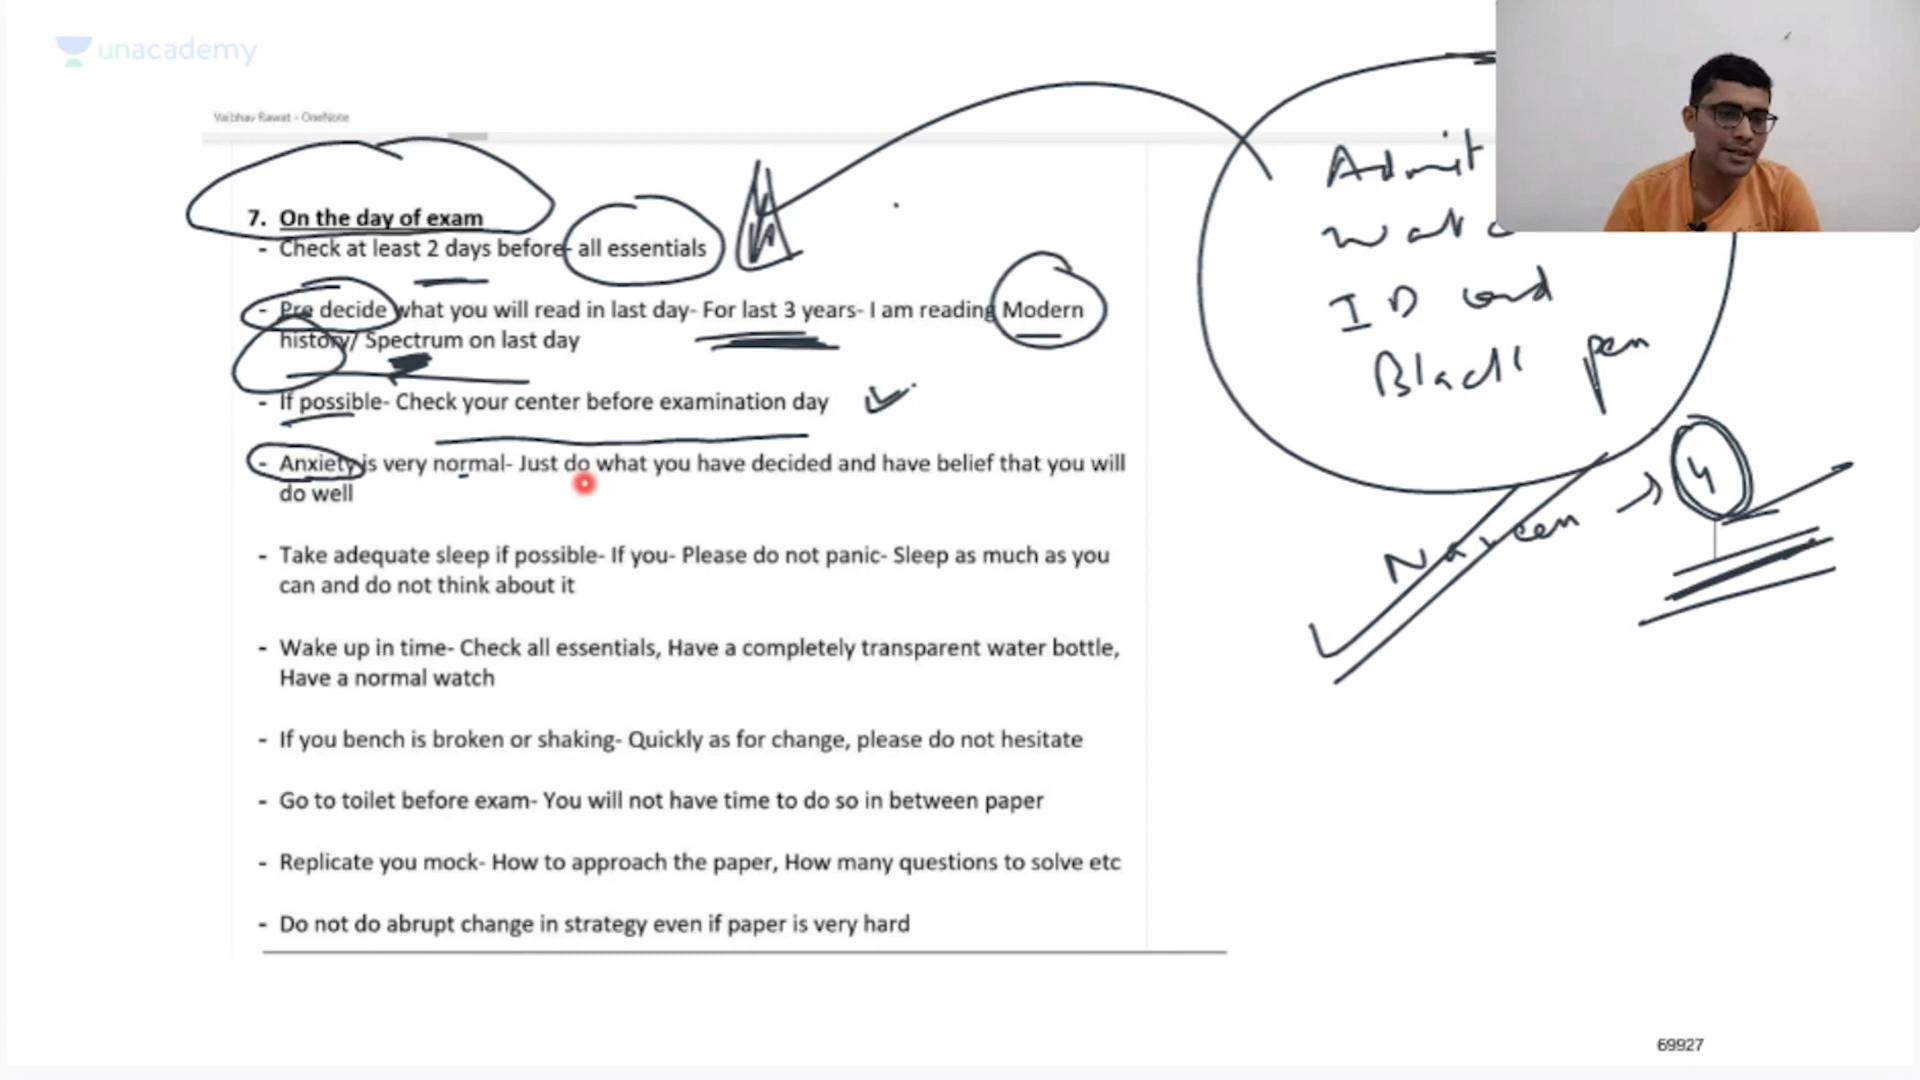 unacademy
Vaibhav Rawat - OneNote
7. On the day of exam
- Check at least 2 days before- all essentials
- Pre decide what you will read in last day- For last 3 years- I am reading Modern
history/ Spectrum on last day
- If possible- Check your center before examination day
- Anxiety is very normal- Just do what you have decided and have belief that you will
do well
- Take adequate sleep if possible- If you- Please do not panic- Sleep as much as you
can and do not think about it
- Wake up in time- Check all essentials, Have a completely transparent water bottle,
Have a normal watch
- If you bench is broken or shaking- Quickly as for change, please do not hesitate
- Go to toilet before exam- You will not have time to do so in between paper
- Replicate you mock- How to approach the paper, How many questions to solve etc
- Do not do abrupt change in strategy even if paper is very hard
Admit
ID card
Black pen
Naveen → 4
69927